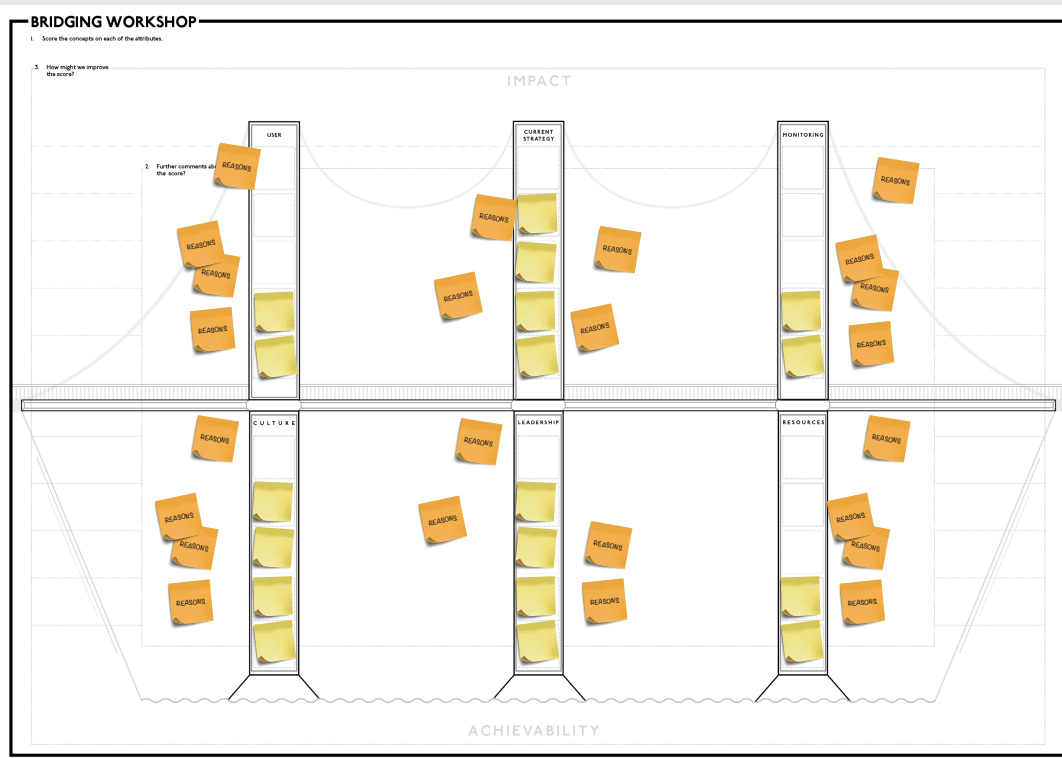 BRIDGING WORKSHOP
1. Score the concepts on each of the attributes.
3. How might we improve
the score?
IMPACT
USER
CURRENT
STRATEGY
MONITORING
2. Further comments
the score?
REASONS
REASONS
REASONS
REASONS
REASONS
REASONS
REASONS
REASONS
REASONS
REASONS
REASONS
REASONS
CULTURE
LEADERSHIP
RESOURCES
REASONS
REASONS
REASONS
REASONS
REASONS
REASONS
REASONS
REASONS
REASONS
REASONS
REASONS
REASONS
ACHIEVABILITY